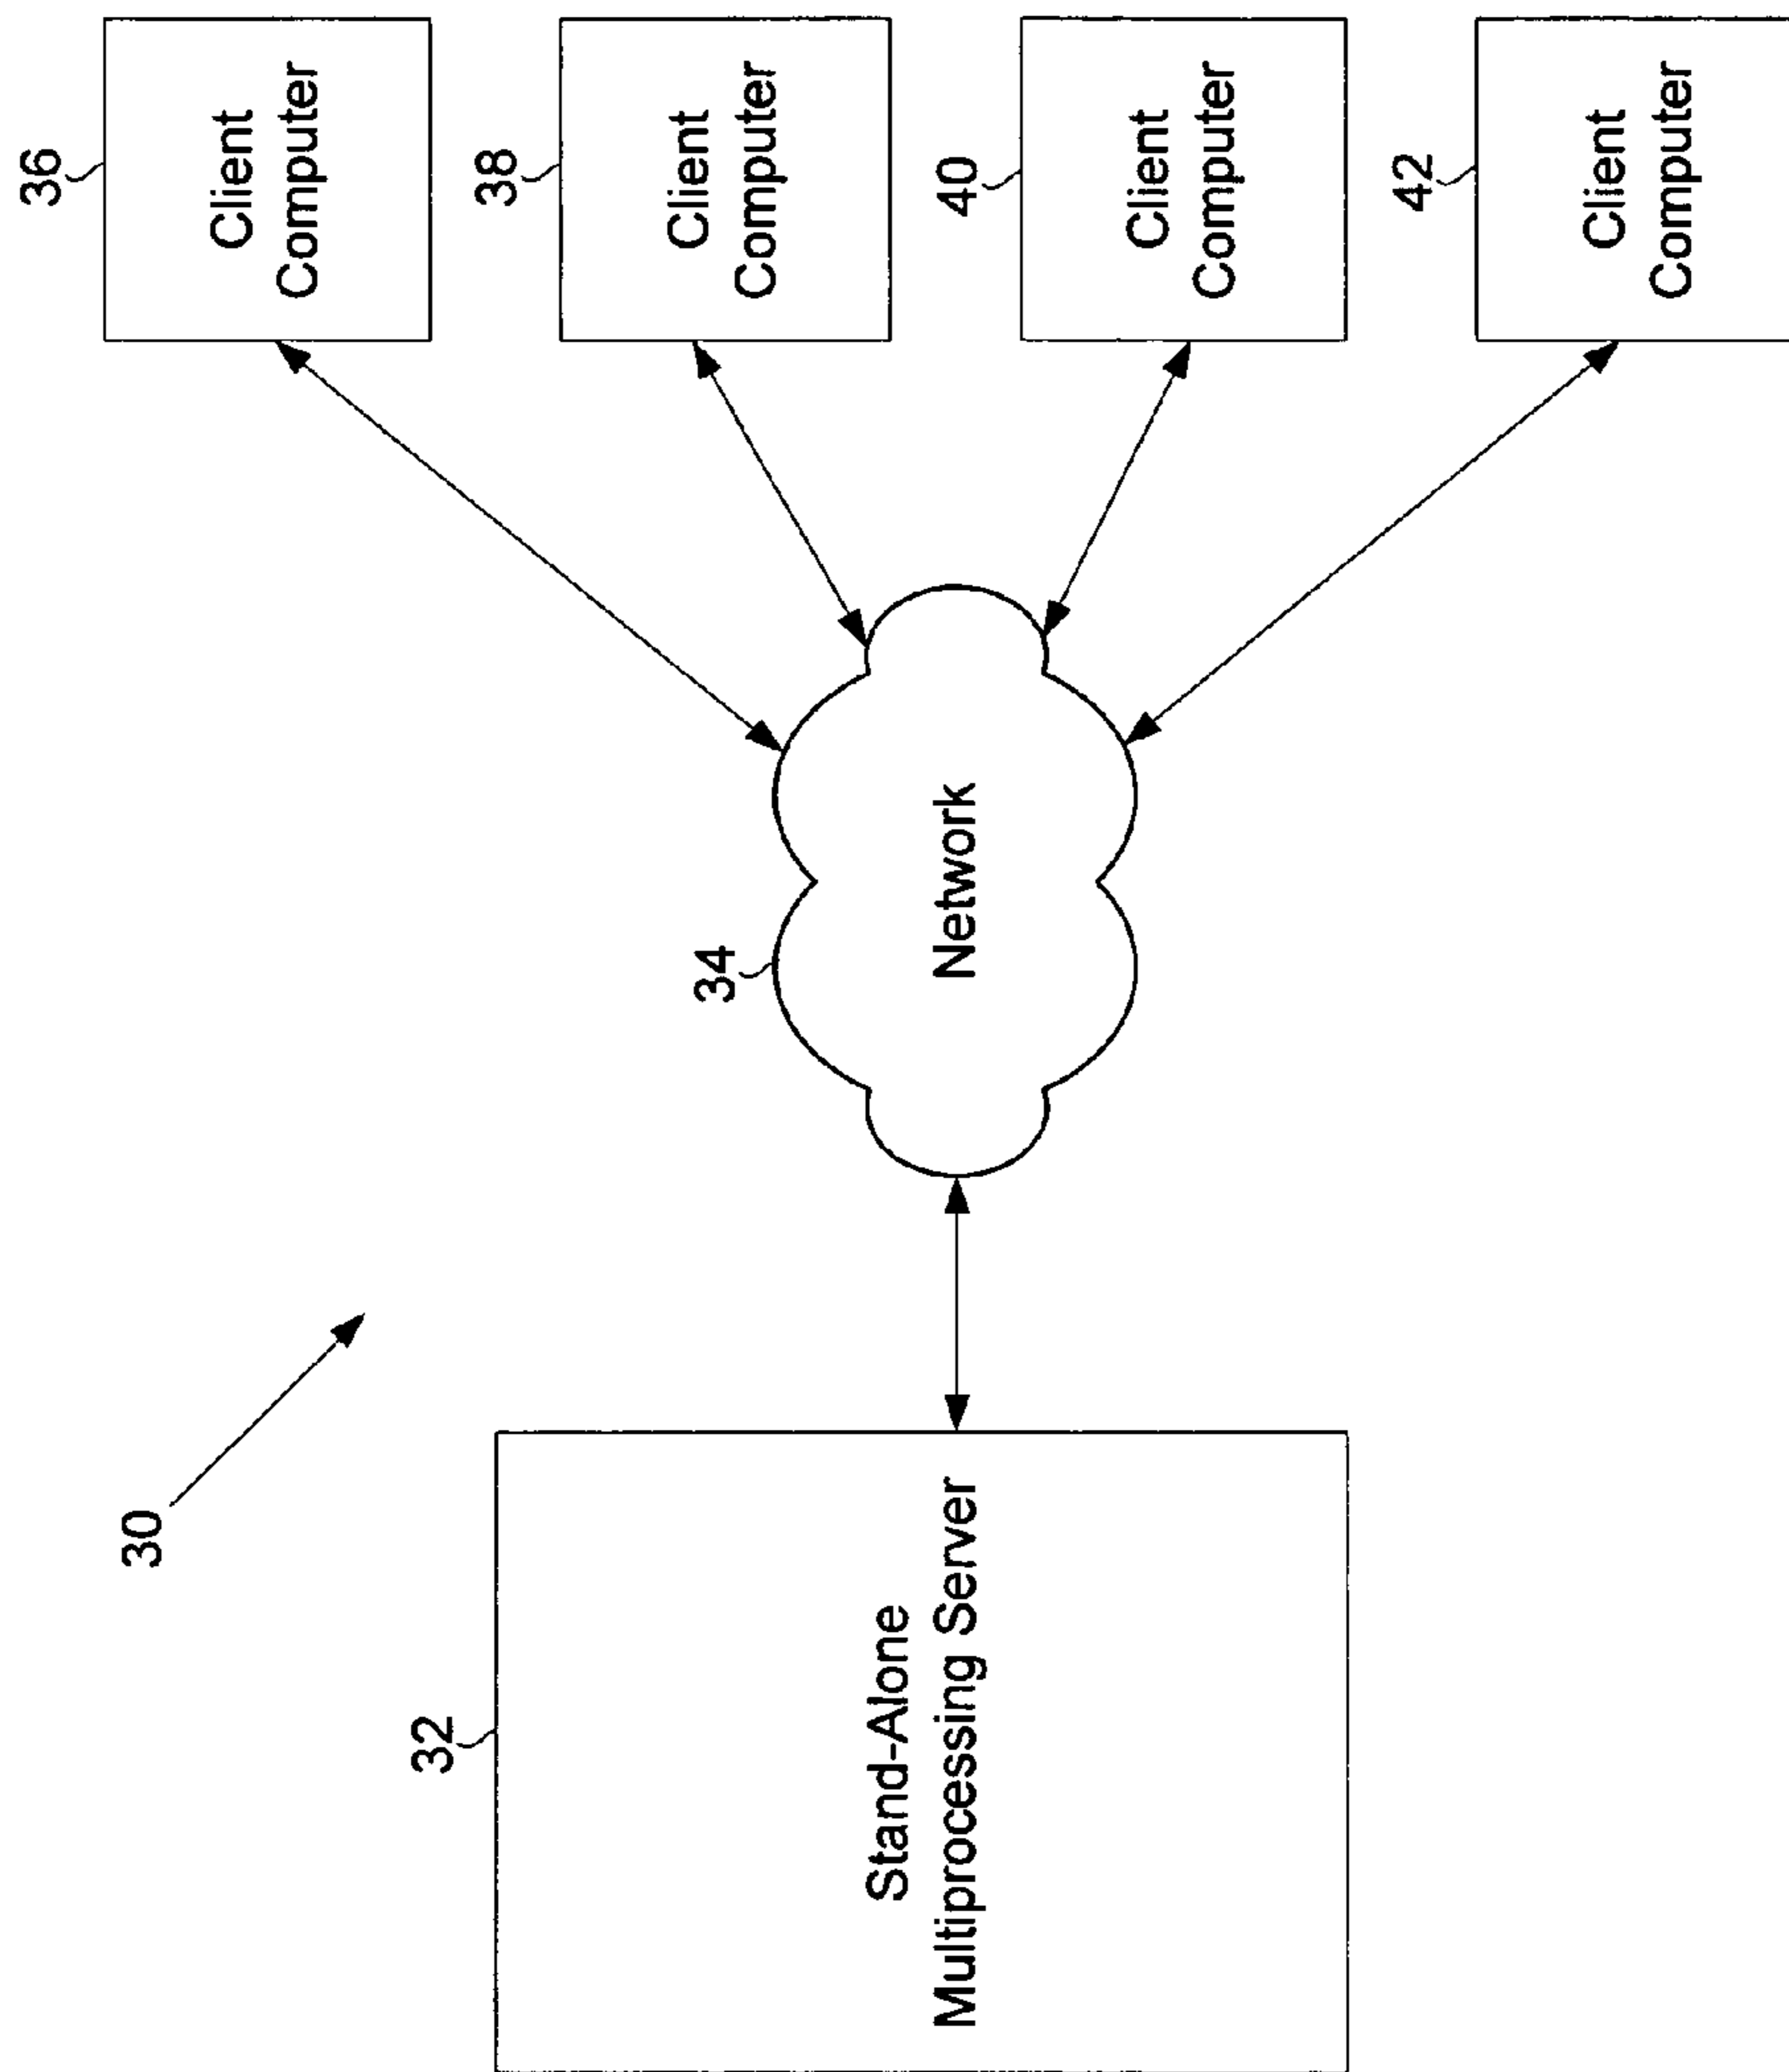 30
32
Stand-Alone
Multiprocessing Server
34
Network
36
Client
Computer
38
Client
Computer
40
Client
Computer
42
Client
Computer